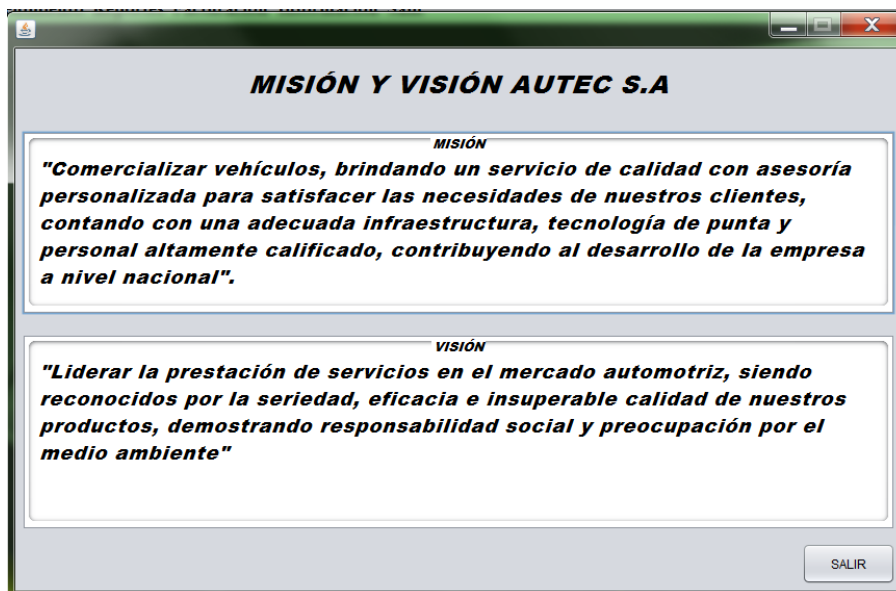 MISIÓN Y VISIÓN AUTEC S.A
MISIÓN
"Comercializar vehículos, brindando un servicio de calidad con asesoría
personalizada para satisfacer las necesidades de nuestros clientes,
contando con una adecuada infraestructura, tecnología de punta y
personal altamente calificado, contribuyendo al desarrollo de la empresa
a nivel nacional".
VISIÓN
"Liderar la prestación de servicios en el mercado automotriz, siendo
reconocidos por la seriedad, eficacia e insuperable calidad de nuestros
productos, demostrando responsabilidad social y preocupación por el
medio ambiente"
SALIR